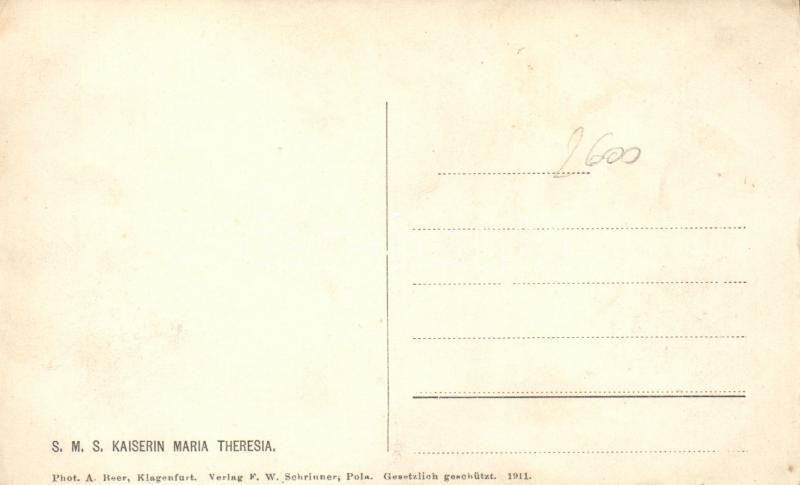 2600
S. M. S. KAISERIN MARIA THERESIA.
Phot. A. Beer, Klagenfurt. Verlag F. W. Schrinner, Pola. Gesetzlich geschützt. 1911.